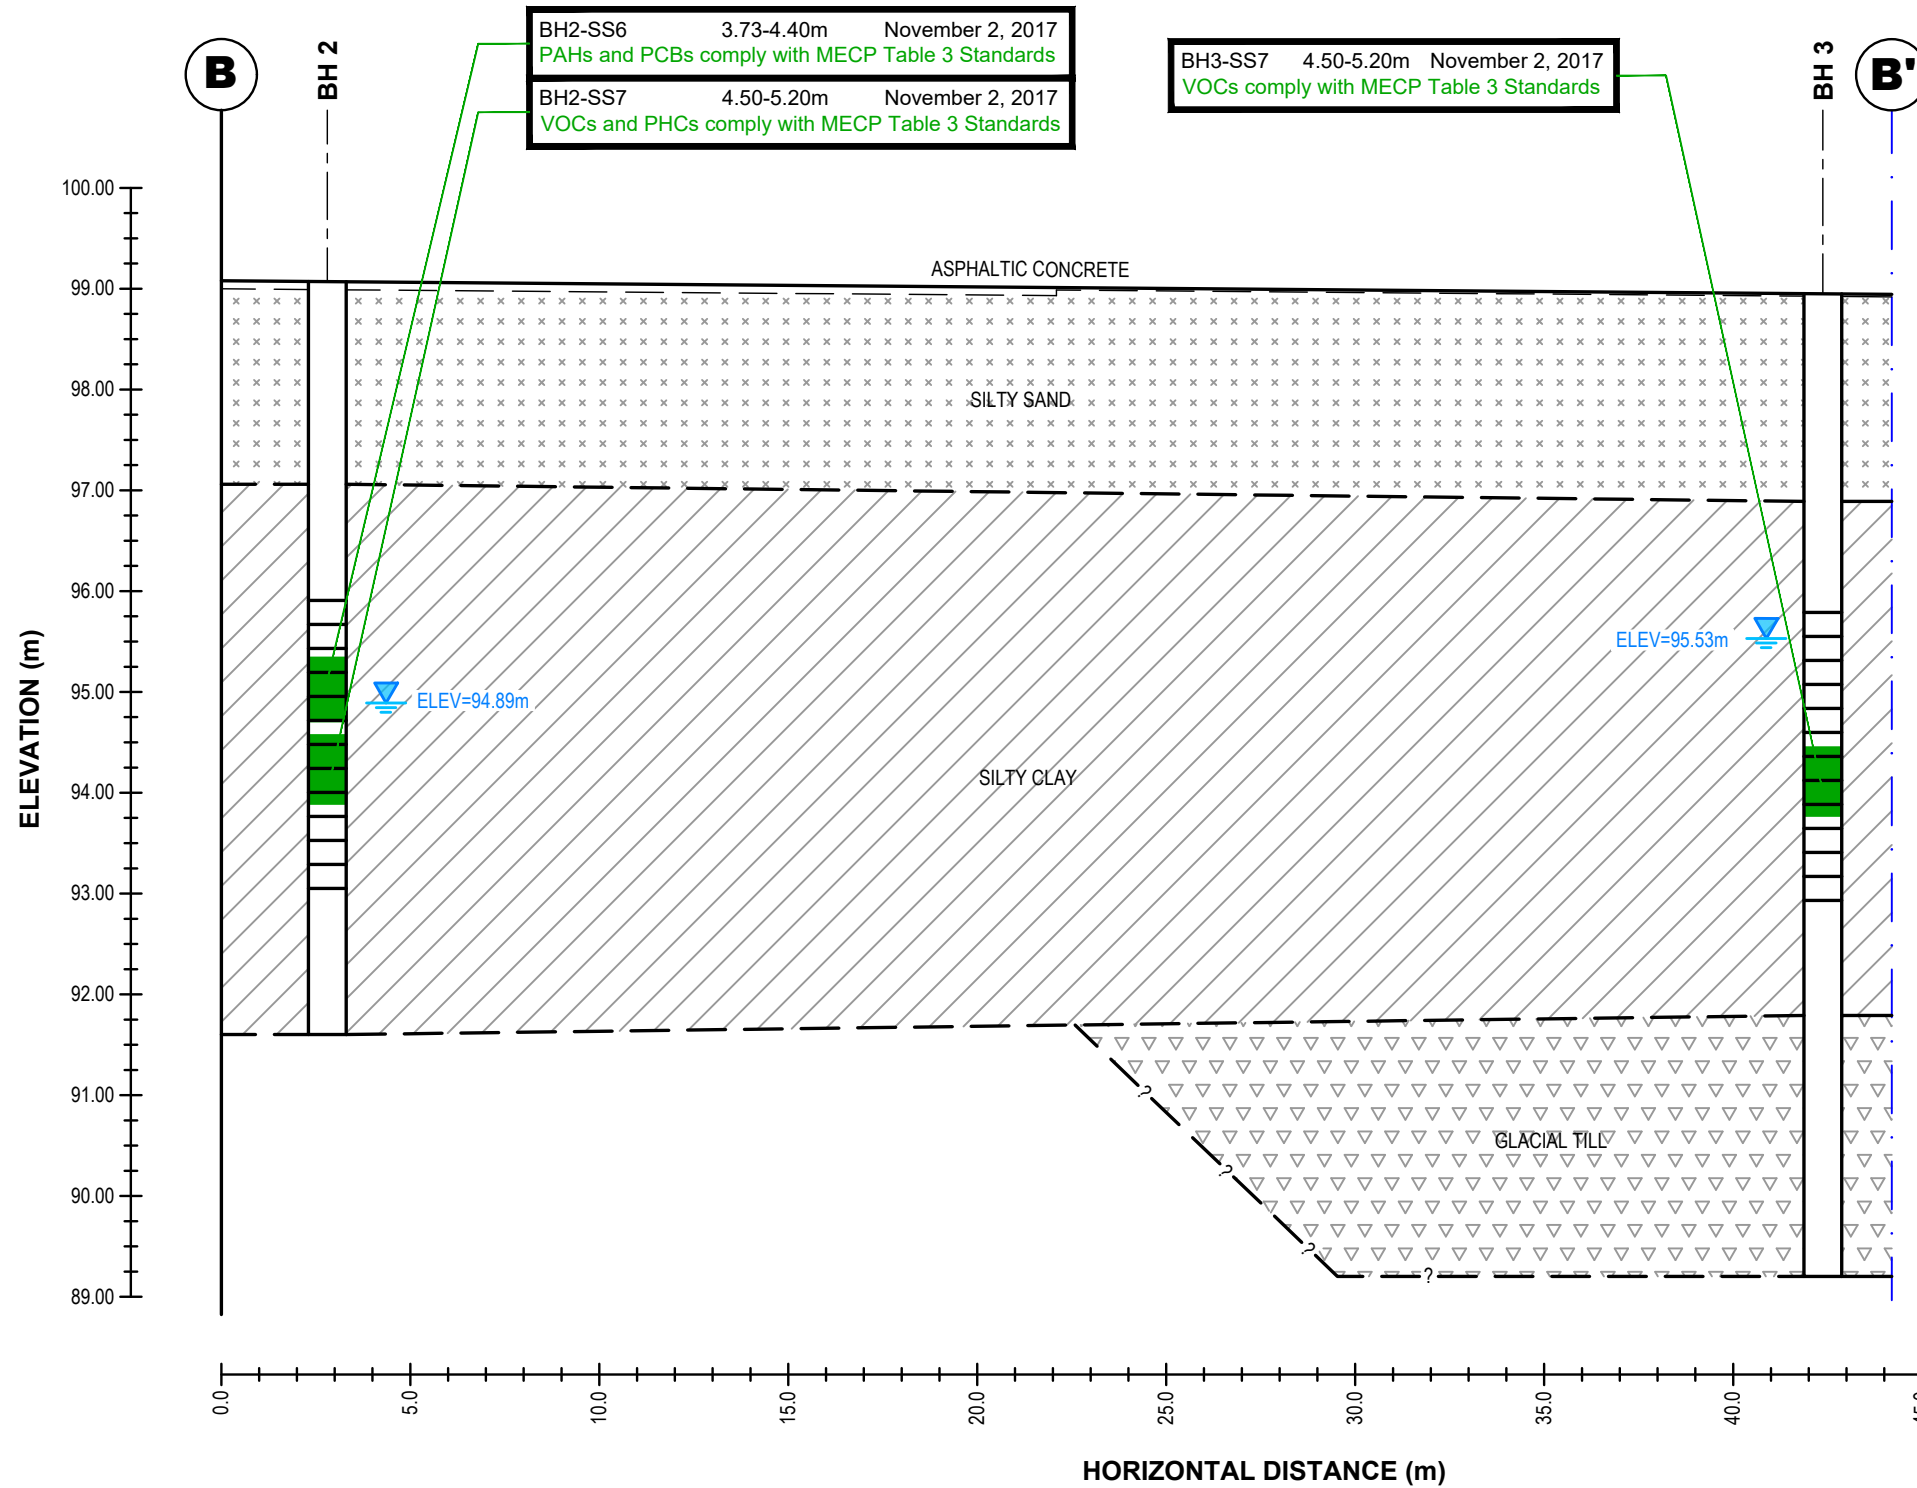 BH2-SS6 3.73-4.40m November 2, 2017
PAHs and PCBs comply with MECP Table 3 Standards
BH2-SS7 4.50-5.20m November 2, 2017
VOCs and PHCs comply with MECP Table 3 Standards
BH3-SS7 4.50-5.20m November 2, 2017
VOCs comply with MECP Table 3 Standards
B
BH 2
BH 3
B'
100.00
99.00
98.00
97.00
96.00
95.00
94.00
93.00
92.00
91.00
90.00
89.00
ELEVATION (m)
ASPHALTIC CONCRETE
SILTY SAND
ELEV=95.53m
ELEV=94.89m
SILTY CLAY
GLACIAL TILL
?
?
?
?
0.0
5.0
10.0
15.0
20.0
25.0
30.0
35.0
40.0
HORIZONTAL DISTANCE (m)